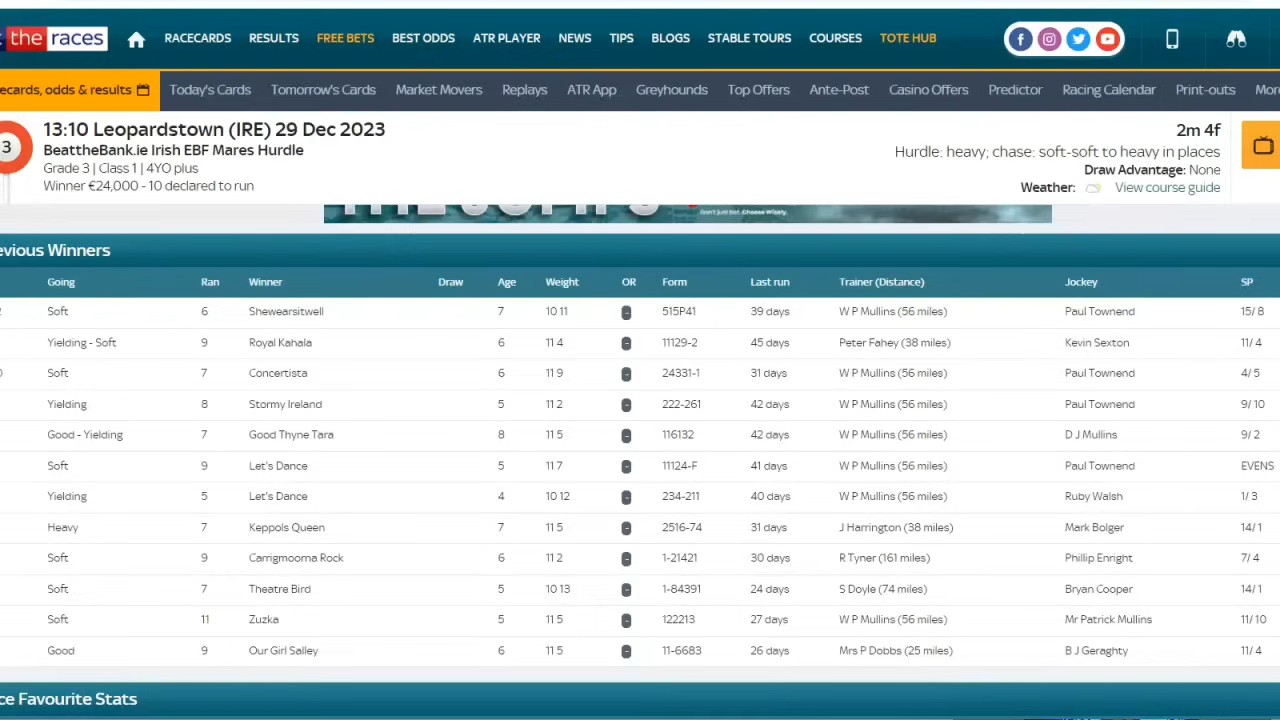 the races RACECARDS RESULTS FREE BETS BEST ODDS ATR PLAYER NEWS TIPS BLOGS STABLE TOURS COURSES TOTE HUB
ecards, odds & results Today's Cards Tomorrow's Cards Market Movers Replays ATR App Greyhounds Top Offers Ante-Post Casino Offers Predictor Racing Calendar Print-outs Mor
3
13:10 Leopardstown (IRE) 29 Dec 2023 2m 4f
BeattheBank.ie Irish EBF Mares Hurdle Hurdle: heavy; chase: soft-soft to heavy in places
Grade 3 | Class 1 | 4YO plus Draw Advantage: None
Winner €24,000 - 10 declared to run Weather: View course guide
Don't just bet. Choose Wisely.
evious Winners
Going Ran Winner Draw Age Weight OR Form Last run Trainer (Distance) Jockey SP
Soft 6 Shewearsitwell 7 10 11 - 515P41 39 days W P Mullins (56 miles) Paul Townend 15/8
Yielding - Soft 9 Royal Kahala 6 11 4 - 11129-2 45 days Peter Fahey (38 miles) Kevin Sexton 11/4
Soft 7 Concertista 6 11 9 - 24331-1 31 days W P Mullins (56 miles) Paul Townend 4/5
Yielding 8 Stormy Ireland 5 11 2 - 222-261 42 days W P Mullins (56 miles) Paul Townend 9/10
Good - Yielding 7 Good Thyne Tara 8 11 5 - 116132 42 days W P Mullins (56 miles) D J Mullins 9/2
Soft 9 Let's Dance 5 11 7 - 11124-F 41 days W P Mullins (56 miles) Paul Townend EVENS
Yielding 5 Let's Dance 4 10 12 - 234-211 40 days W P Mullins (56 miles) Ruby Walsh 1/3
Heavy 7 Keppols Queen 7 11 5 - 2516-74 31 days J Harrington (38 miles) Mark Bolger 14/1
Soft 9 Carrigmoorna Rock 6 11 2 - 1-21421 30 days R Tyner (161 miles) Phillip Enright 7/4
Soft 7 Theatre Bird 5 10 13 - 1-84391 24 days S Doyle (74 miles) Bryan Cooper 14/1
Soft 11 Zuzka 5 11 5 - 122213 27 days W P Mullins (56 miles) Mr Patrick Mullins 11/10
Good 9 Our Girl Salley 6 11 5 - 11-6683 26 days Mrs P Dobbs (25 miles) B J Geraghty 11/4
ce Favourite Stats